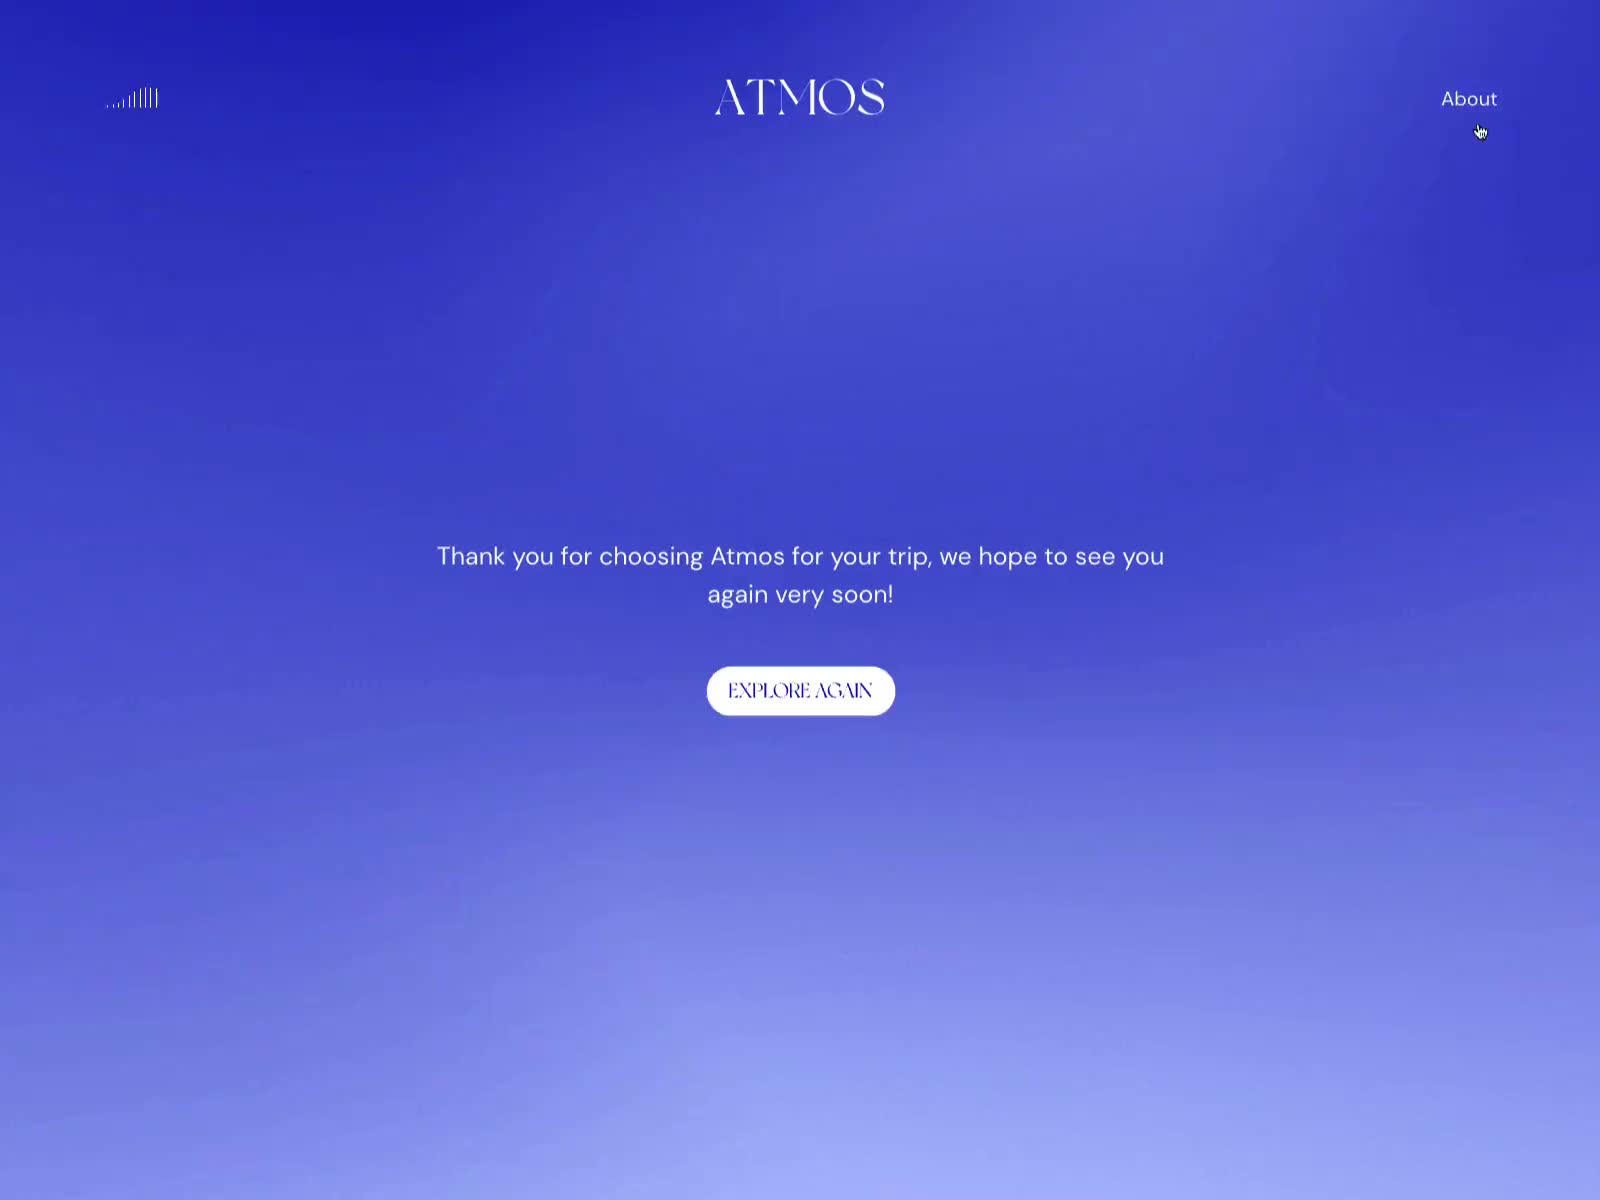 ATMOS
About
Thank you for choosing Atmos for your trip, we hope to see you
again very soon!
EXPLORE AGAIN